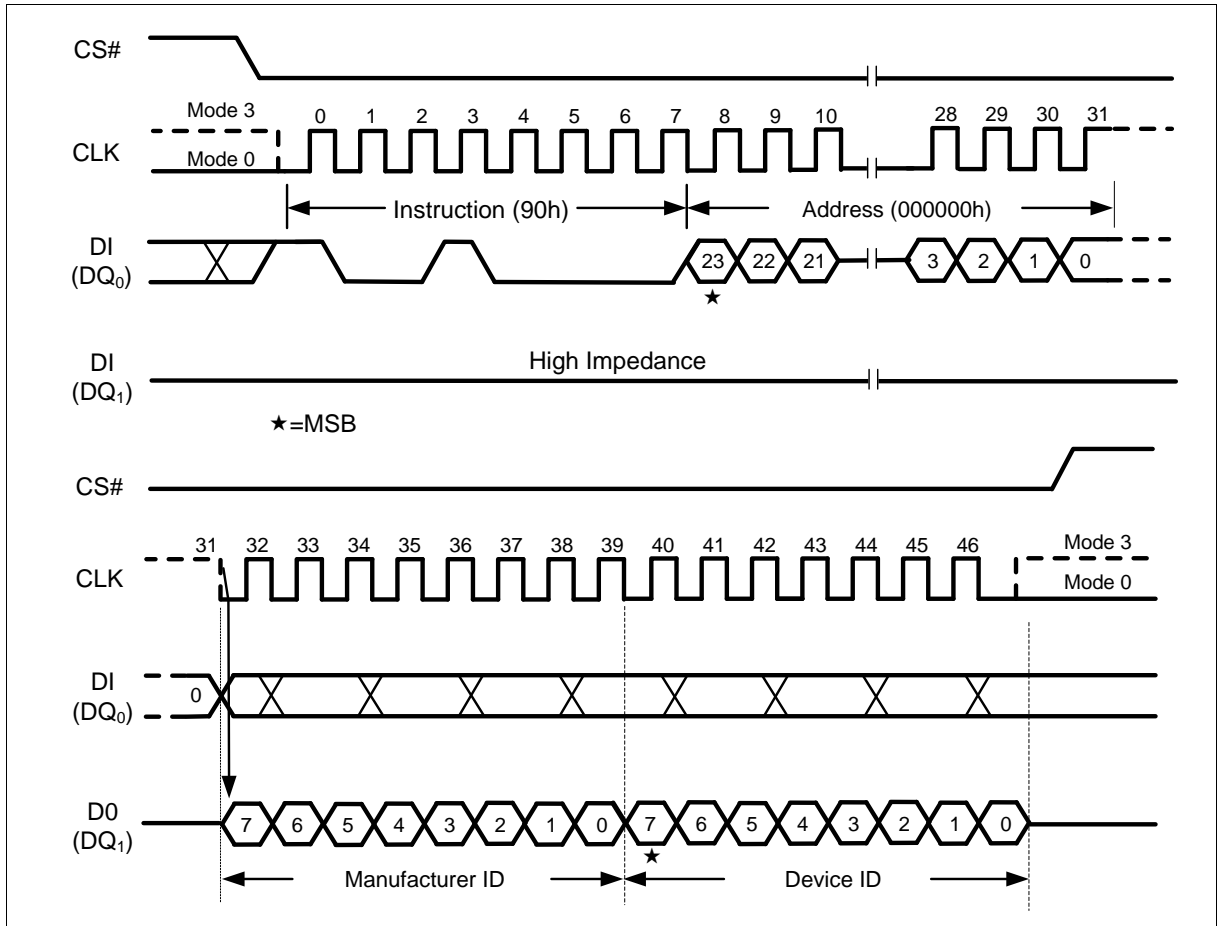 CS#
Mode 3
0 1 2 3 4 5 6 7 8 9 10 28 29 30 31
CLK
Mode 0
Instruction (90h) Address (000000h)
DI
(DQ0)
23 22 21 3 2 1 0
★
DI
(DQ1)
High Impedance
★=MSB
CS#
31 32 33 34 35 36 37 38 39 40 41 42 43 44 45 46
Mode 3
CLK
Mode 0
DI
(DQ0)
0
D0
(DQ1)
7 6 5 4 3 2 1 0 7 6 5 4 3 2 1 0
★
Manufacturer ID Device ID